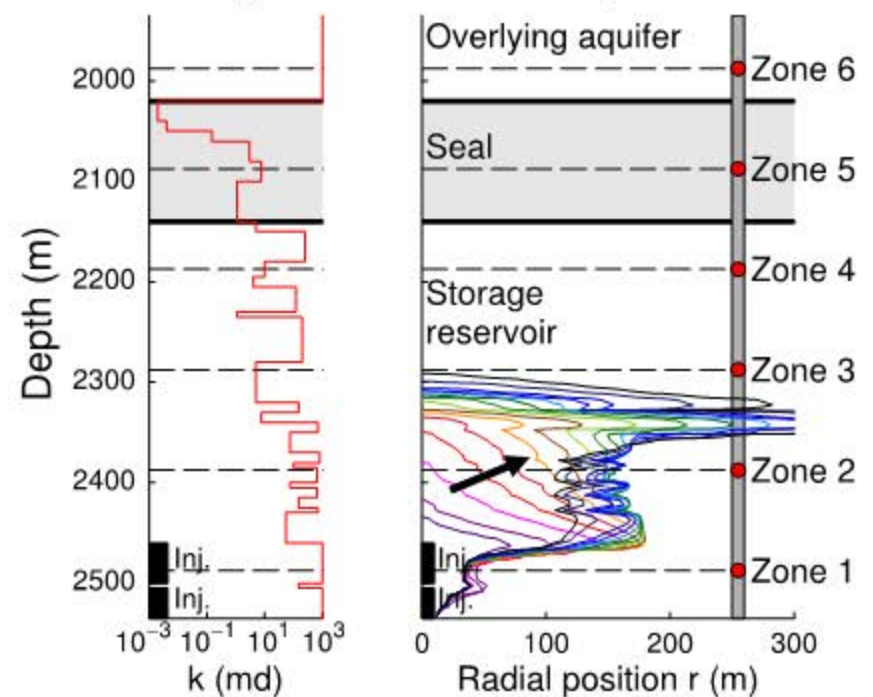 Overlying aquifer
2000
Zone 6
Seal
2100
Zone 5
2200
Zone 4
Storage
reservoir
Depth (m)
2300
Zone 3
2400
Zone 2
Inj.
Inj.
2500
Zone 1
Inj.
Inj.
10-3 10-1 101 103
0 100 200 300
k (md)
Radial position r (m)